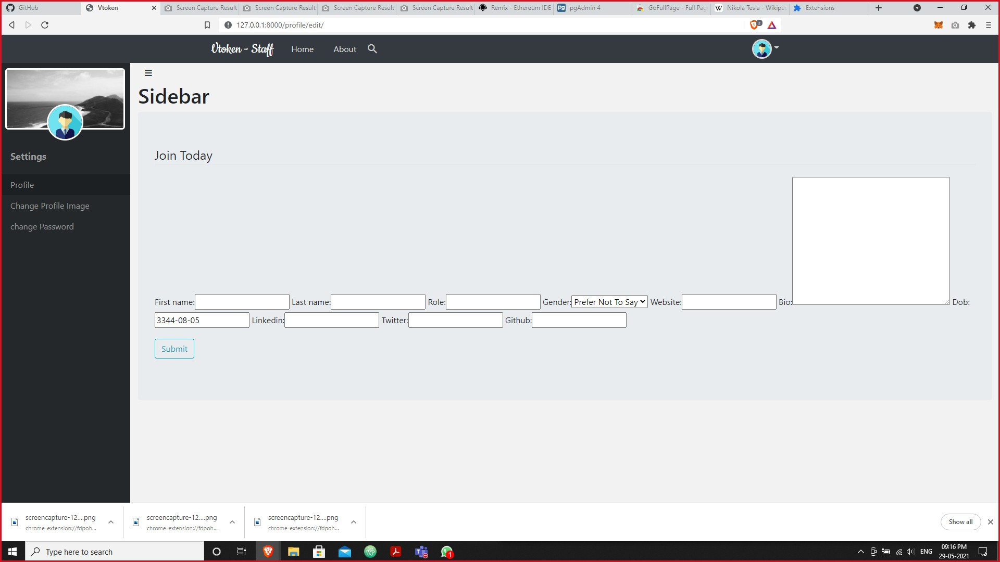 GitHub
Vtoken
Screen Capture Result
Screen Capture Result
Screen Capture Result
Screen Capture Result
Remix - Ethereum IDE
Pg pgAdmin 4
GoFullPage - Full Pag
W Nikola Tesla - Wikipe
Extensions
127.0.0.1:8000/profile/edit/
2
Vtoken - Staff
Home
About
Sidebar
Settings
Profile
Change Profile Image
change Password
Join Today
First name: Last name: Role: Gender: Prefer Not To Say Website: Bio: Dob:
3344-08-05 Linkedin: Twitter: Github:
Submit
screencapture-12....png
chrome-extension://fdpoh...
screencapture-12....png
chrome-extension://fdpoh...
screencapture-12....png
chrome-extension://fdpoh...
Show all
Type here to search
T
1
ENG
09:16 PM
29-05-2021